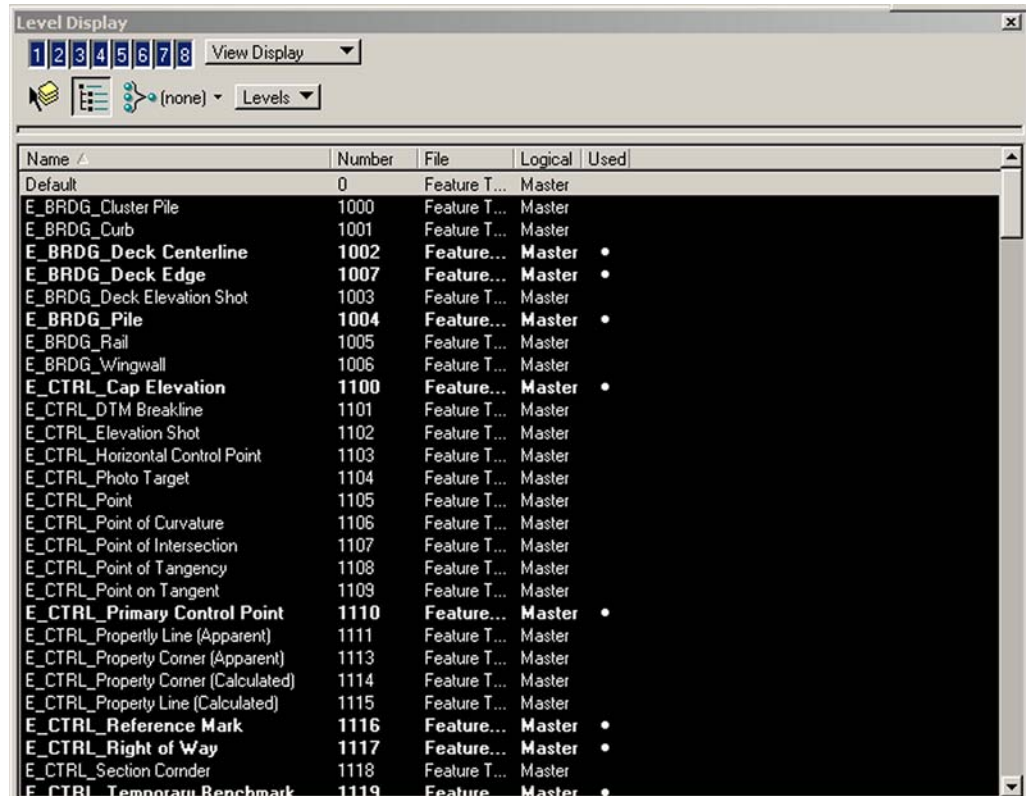 Level Display
1 2 3 4 5 6 7 8 View Display
(none) Levels
Name Number File Logical Used
Default 0 Feature T... Master
E_BRDG_Cluster Pile 1000 Feature T... Master
E_BRDG_Curb 1001 Feature T... Master
E_BRDG_Deck Centerline 1002 Feature... Master •
E_BRDG_Deck Edge 1007 Feature... Master •
E_BRDG_Deck Elevation Shot 1003 Feature T... Master
E_BRDG_Pile 1004 Feature... Master •
E_BRDG_Rail 1005 Feature T... Master
E_BRDG_Wingwall 1006 Feature T... Master
E_CTRL_Cap Elevation 1100 Feature... Master •
E_CTRL_DTM Breakline 1101 Feature T... Master
E_CTRL_Elevation Shot 1102 Feature T... Master
E_CTRL_Horizontal Control Point 1103 Feature T... Master
E_CTRL_Photo Target 1104 Feature T... Master
E_CTRL_Point 1105 Feature T... Master
E_CTRL_Point of Curvature 1106 Feature T... Master
E_CTRL_Point of Intersection 1107 Feature T... Master
E_CTRL_Point of Tangency 1108 Feature T... Master
E_CTRL_Point on Tangent 1109 Feature T... Master
E_CTRL_Primary Control Point 1110 Feature... Master •
E_CTRL_Propertly Line (Apparent) 1111 Feature T... Master
E_CTRL_Property Corner (Apparent) 1113 Feature T... Master
E_CTRL_Property Corner (Calculated) 1114 Feature T... Master
E_CTRL_Property Line (Calculated) 1115 Feature T... Master
E_CTRL_Reference Mark 1116 Feature... Master •
E_CTRL_Right of Way 1117 Feature... Master •
E_CTRL_Section Cornder 1118 Feature T... Master
E_CTRL_Temporary Benchmark 1119 Feature... Master •